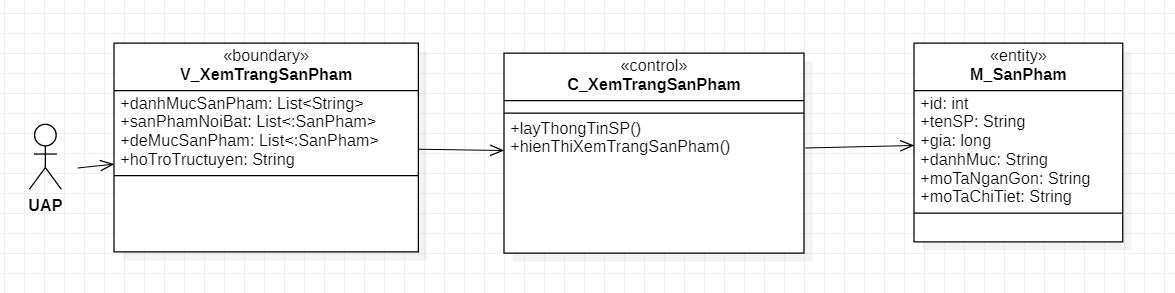 «boundary»
V_XemTrangSanPham
+danhMucSanPham: List<String>
+sanPhamNoiBat: List<:SanPham>
+deMucSanPham: List<:SanPham>
+hoTroTructuyen: String
UAP
«control»
C_XemTrangSanPham
+layThongTinSP()
+hienThiXemTrangSanPham()
«entity»
M_SanPham
+id: int
+tenSP: String
+gia: long
+danhMuc: String
+moTaNganGon: String
+moTaChiTiet: String